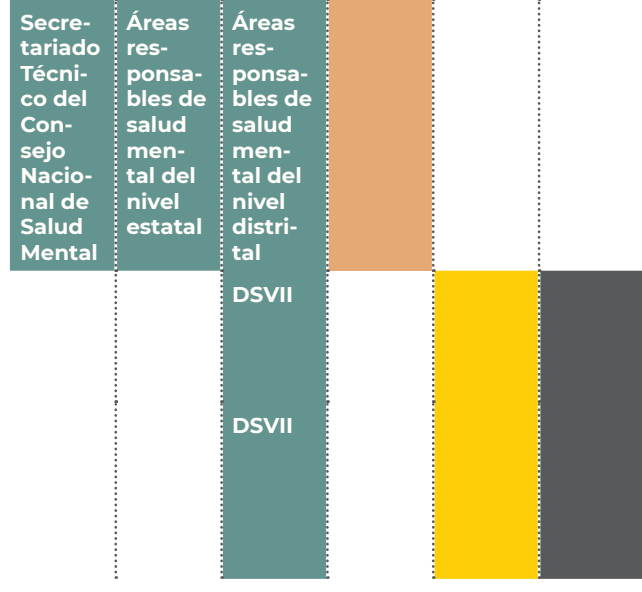 Secre-
tariado
Técni-
co del
Con-
sejo
Nacio-
nal de
Salud
Mental
Áreas
res-
ponsa-
bles de
salud
men-
tal del
nivel
estatal
Áreas
res-
ponsa-
bles de
salud
men-
tal del
nivel
distri-
tal
DSVII
DSVII